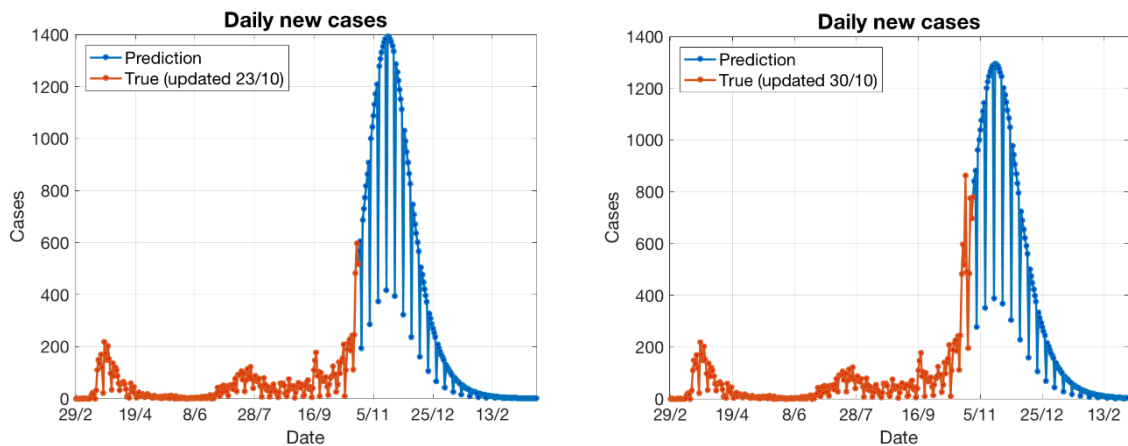 Daily new cases
Prediction
True (updated 23/10)
1400
1200
1000
800
600
400
200
0
Cases
29/2 19/4 8/6 28/7 16/9 5/11 25/12 13/2
Date
Daily new cases
Prediction
True (updated 30/10)
1400
1200
1000
800
600
400
200
0
Cases
29/2 19/4 8/6 28/7 16/9 5/11 25/12 13/2
Date